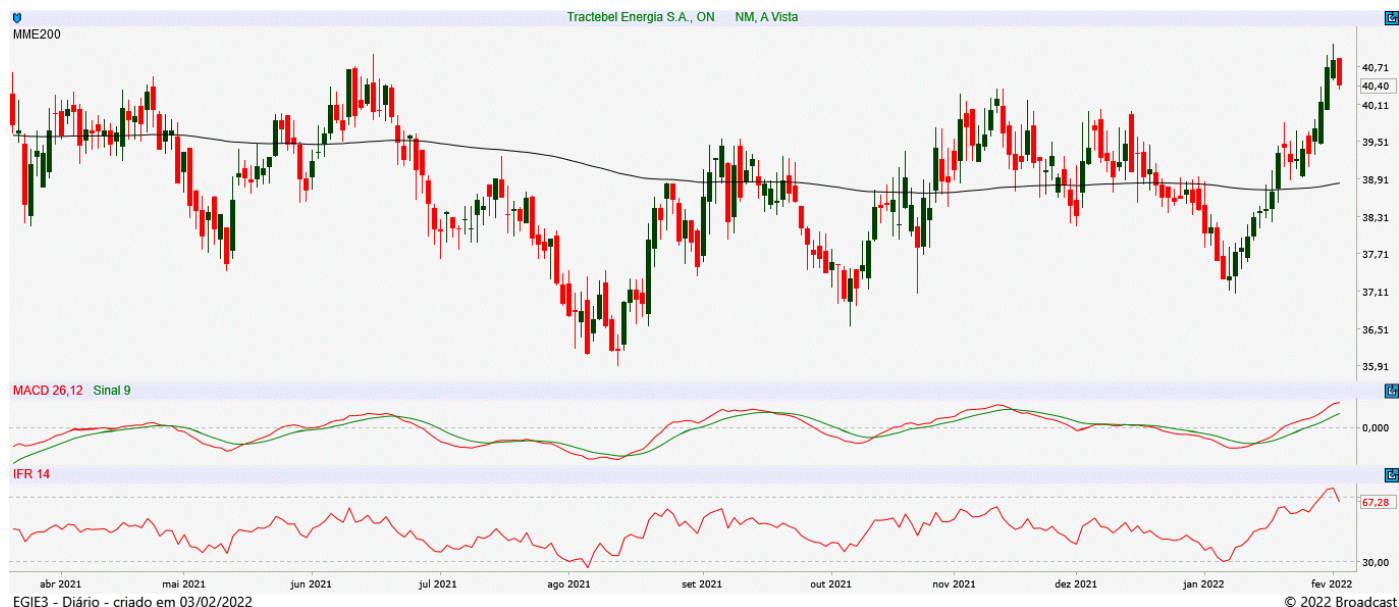 Tractebel Energia S.A., ON NM, A Vista
MME200
40,71
40,40
40,11
39,51
38,91
38,31
37,71
37,11
36,51
35,91
MACD 26,12 Sinal 9
0,000
IFR 14
67,28
30,00
abr 2021 mai 2021 jun 2021 jul 2021 ago 2021 set 2021 out 2021 nov 2021 dez 2021 jan 2022 fev 2022
EGIE3 - Diário - criado em 03/02/2022 © 2022 Broadcast